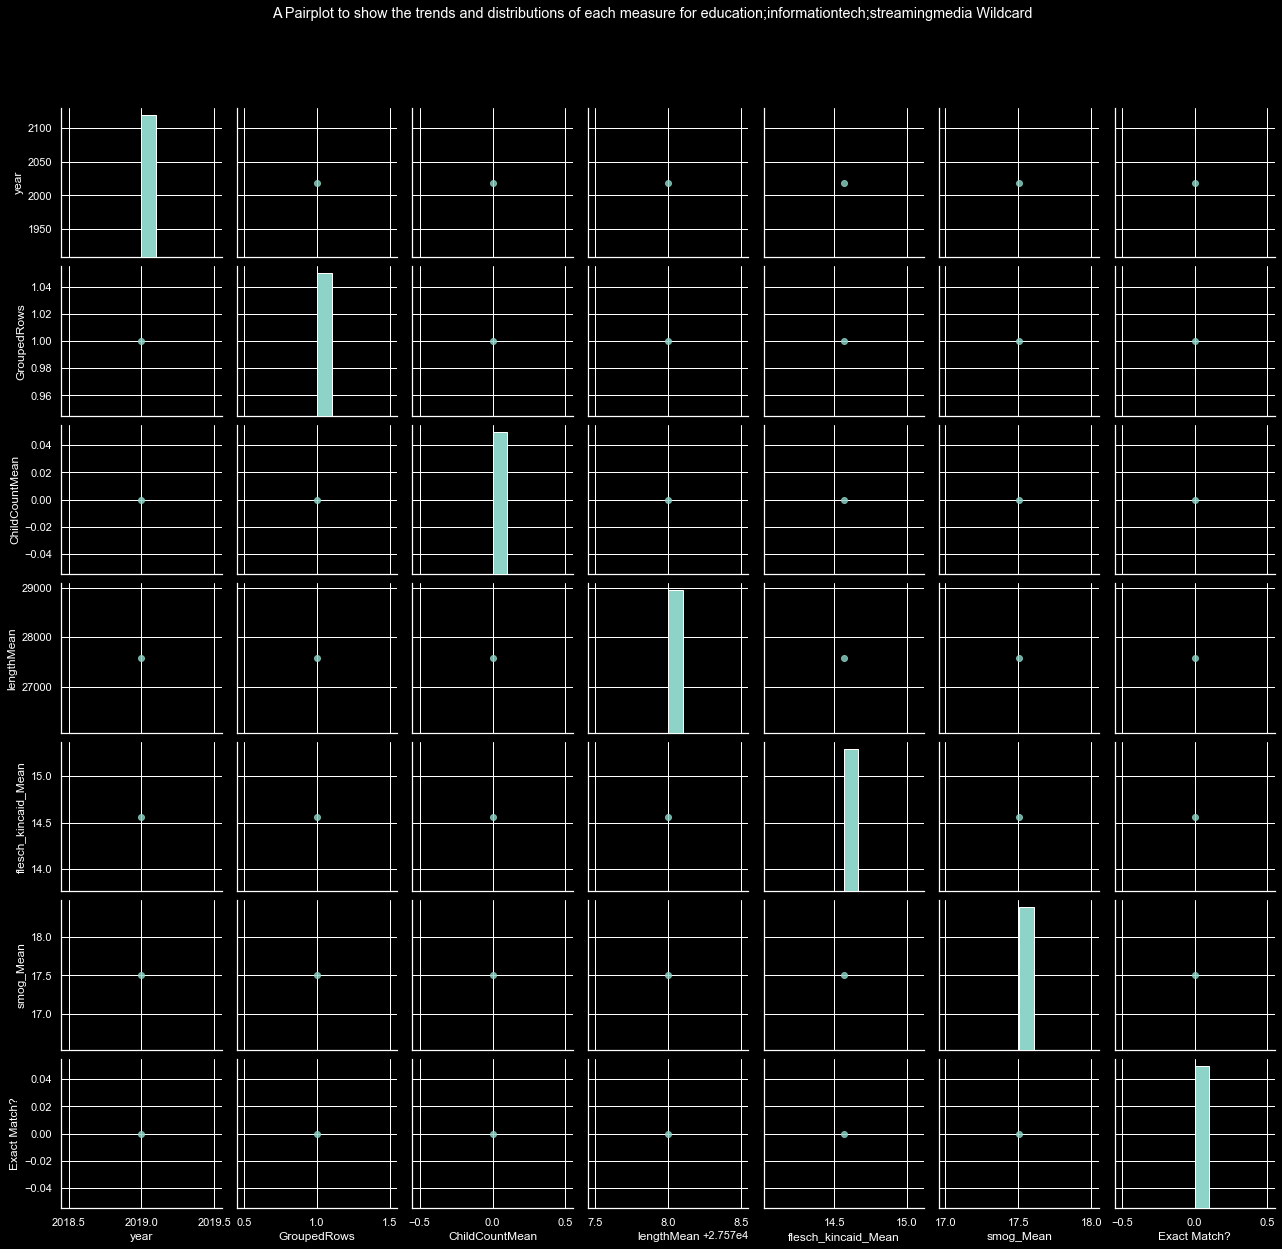 A Pairplot to show the trends and distributions of each measure for education;informationtech;streamingmedia Wildcard
2100
2050
2000
1950
year
1.04
1.02
1.00
0.98
0.96
GroupedRows
0.04
0.02
0.00
−0.02
−0.04
ChildCountMean
29000
28000
27000
lengthMean
15.0
14.5
14.0
flesch_kincaid_Mean
18.0
17.5
17.0
smog_Mean
0.04
0.02
0.00
−0.02
−0.04
Exact Match?
2018.5 2019.0 2019.5 0.5 1.0 1.5 −0.5 0.0 0.5 7.5 8.0 8.5 14.5 15.0 17.0 17.5 18.0 −0.5 0.0 0.5
year GroupedRows ChildCountMean lengthMean +2.757e4 flesch_kincaid_Mean smog_Mean Exact Match?